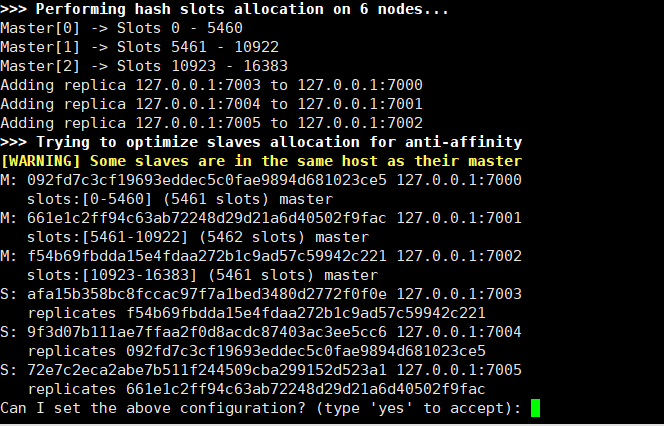 >>> Performing hash slots allocation on 6 nodes...
Master[0] -> Slots 0 - 5460
Master[1] -> Slots 5461 - 10922
Master[2] -> Slots 10923 - 16383
Adding replica 127.0.0.1:7003 to 127.0.0.1:7000
Adding replica 127.0.0.1:7004 to 127.0.0.1:7001
Adding replica 127.0.0.1:7005 to 127.0.0.1:7002
>>> Trying to optimize slaves allocation for anti-affinity
[WARNING] Some slaves are in the same host as their master
M: 092fd7c3cf19693eddec5c0fae9894d681023ce5 127.0.0.1:7000
   slots:[0-5460] (5461 slots) master
M: 661e1c2ff94c63ab72248d29d21a6d40502f9fac 127.0.0.1:7001
   slots:[5461-10922] (5462 slots) master
M: f54b69fbdda15e4fdaa272b1c9ad57c59942c221 127.0.0.1:7002
   slots:[10923-16383] (5461 slots) master
S: afa15b358bc8fccac97f7a1bed3480d2772f0f0e 127.0.0.1:7003
   replicates f54b69fbdda15e4fdaa272b1c9ad57c59942c221
S: 9f3d07b111ae7ffaa2f0d8acdc87403ac3ee5cc6 127.0.0.1:7004
   replicates 092fd7c3cf19693eddec5c0fae9894d681023ce5
S: 72e7c2eca2abe7b511f244509cba299152d523a1 127.0.0.1:7005
   replicates 661e1c2ff94c63ab72248d29d21a6d40502f9fac
Can I set the above configuration? (type 'yes' to accept):